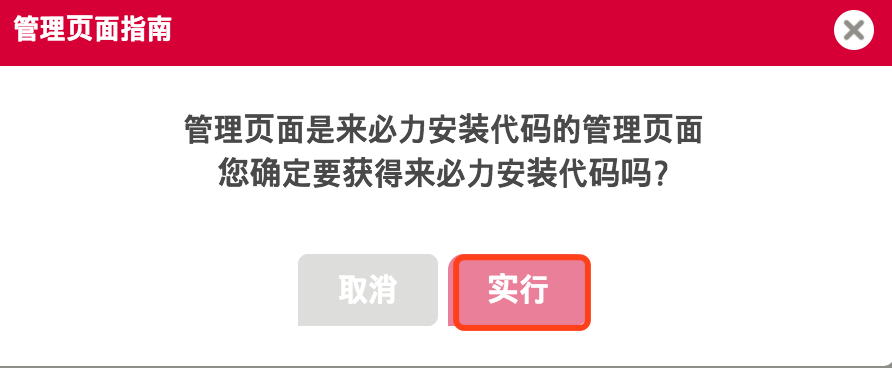 管理页面指南
管理页面是来必力安装代码的管理页面
您确定要获得来必力安装代码吗?
取消
实行